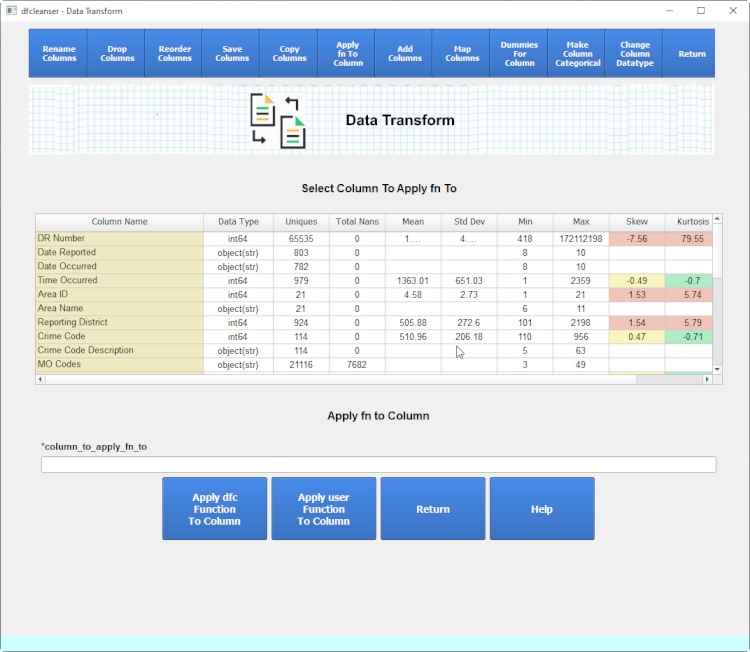 dfcleanser - Data Transform
Rename Columns
Drop Columns
Reorder Columns
Save Columns
Copy Columns
Apply fn To Column
Add Columns
Map Columns
Dummies For Column
Make Column Categorical
Change Column Datatype
Return
Data Transform
Select Column To Apply fn To
Column Name Data Type Uniques Total Nans Mean Std Dev Min Max Skew Kurtosis
DR Number int64 65535 0 1.... 4.... 418 172112198 -7.56 79.55
Date Reported object(str) 803 0 8 10
Date Occurred object(str) 782 0 8 10
Time Occurred int64 979 0 1363.01 651.03 1 2359 -0.49 -0.7
Area ID int64 21 0 4.58 2.73 1 21 1.53 5.74
Area Name object(str) 21 0 6 11
Reporting District int64 924 0 505.88 272.6 101 2198 1.54 5.79
Crime Code int64 114 0 510.96 206.18 110 956 0.47 -0.71
Crime Code Description object(str) 114 0 5 63
MO Codes object(str) 21116 7682 3 49
Apply fn to Column
*column_to_apply_fn_to
Apply dfc Function To Column
Apply user Function To Column
Return
Help